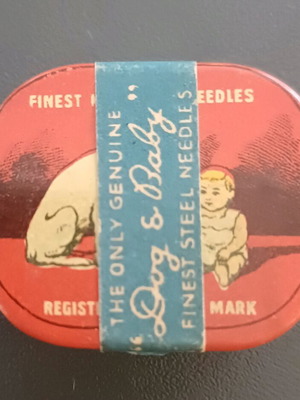 FINEST
EEDLES
THE ONLY GENUINE
"Dog & Baby"
FINEST STEEL NEEDLES
REGIST
MARK